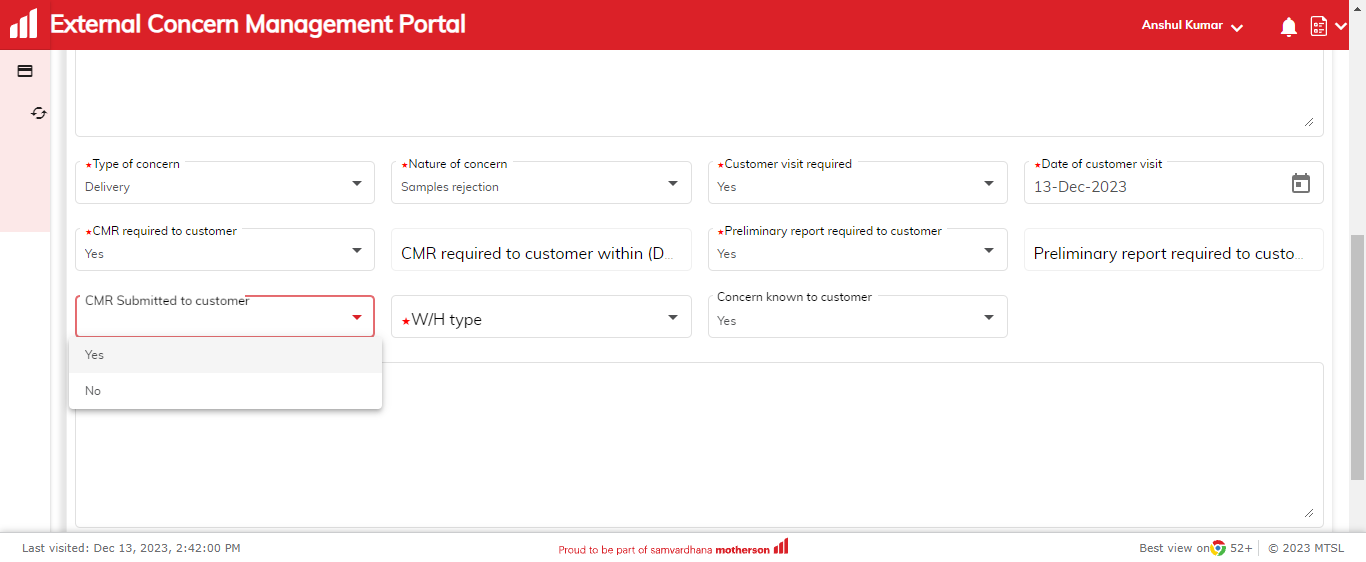 External Concern Management Portal
Anshul Kumar
★Type of concern
Delivery
★Nature of concern
Samples rejection
★Customer visit required
Yes
★Date of customer visit
13-Dec-2023
★CMR required to customer
Yes
CMR required to customer within (D...
★Preliminary report required to customer
Yes
Preliminary report required to custo...
CMR Submitted to customer
★W/H type
Concern known to customer
Yes
Yes
No
Last visited: Dec 13, 2023, 2:42:00 PM
Proud to be part of samvardhana motherson
Best view on 52+
© 2023 MTSL